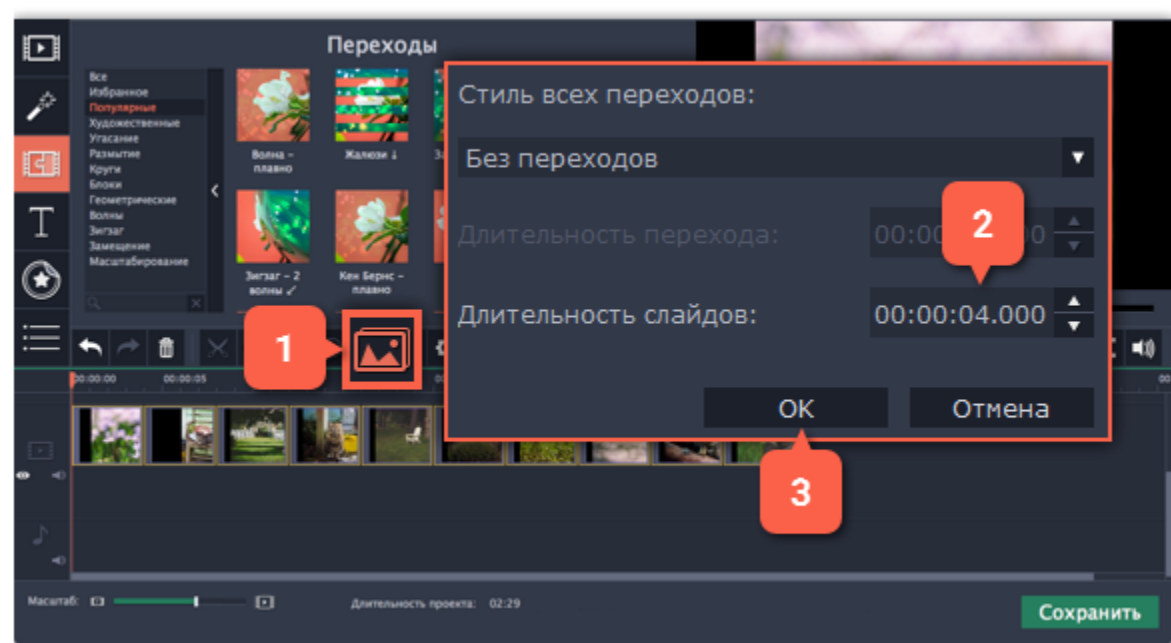 Переходы
Все
Избранное
Популярные
Художественные
Угасание
Размытие
Круги
Блоки
Геометрические
Волны
Зигзаг
Замещение
Масштабирование
Волна –
плавно
Жалюзи ↓
Зигзаг – 2
волны ↙
Кен Бернс –
плавно
Стиль всех переходов:
Без переходов
Длительность перехода:
2
Длительность слайдов: 00:00:04.000
OK Отмена
1
3
00:00:00 00:00:05
Масштаб: Длительность проекта: 02:29
Сохранить